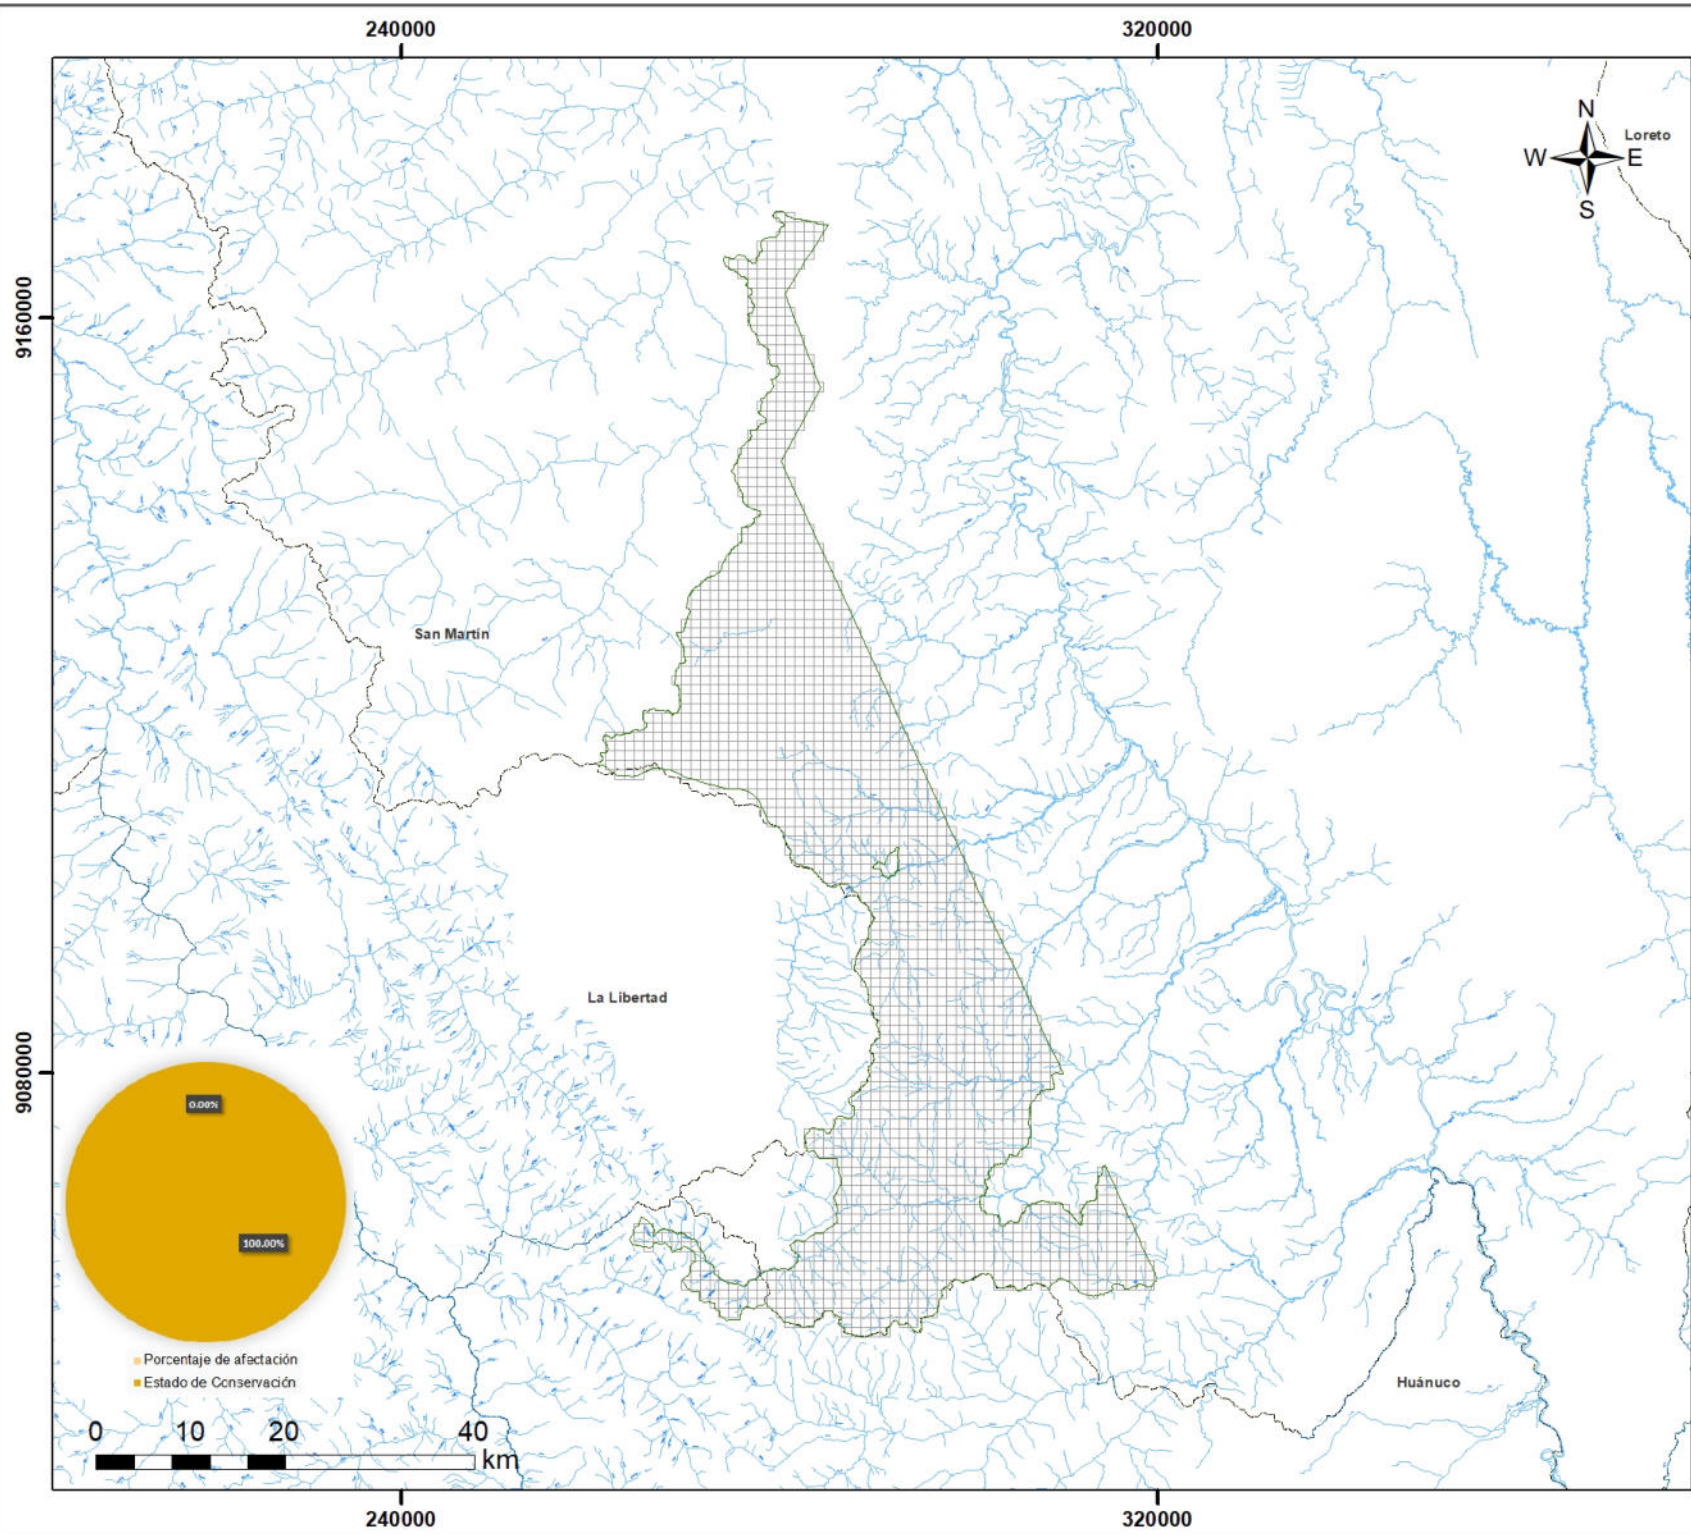 240000 320000
N
Loreto
W E
S
9160000
San Martín
La Libertad
9080000
0.00%
100.00%
Porcentaje de afectación
Estado de Conservación
Huánuco
0 10 20 40
km
240000 320000